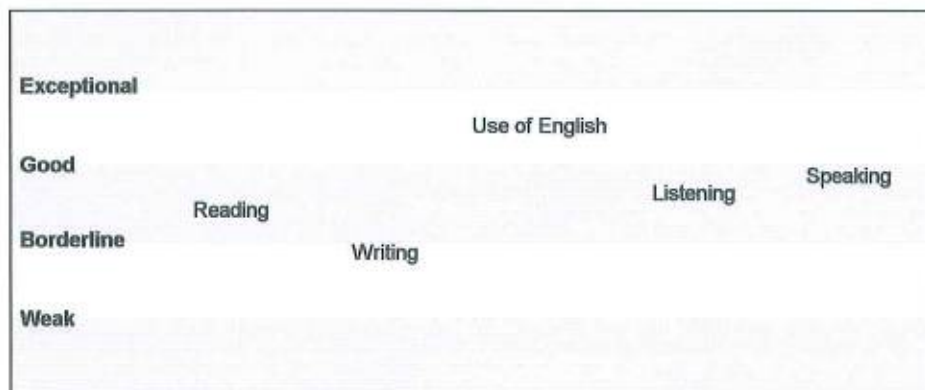 Exceptional
Use of English
Good
Speaking
Listening
Reading
Borderline
Writing
Weak